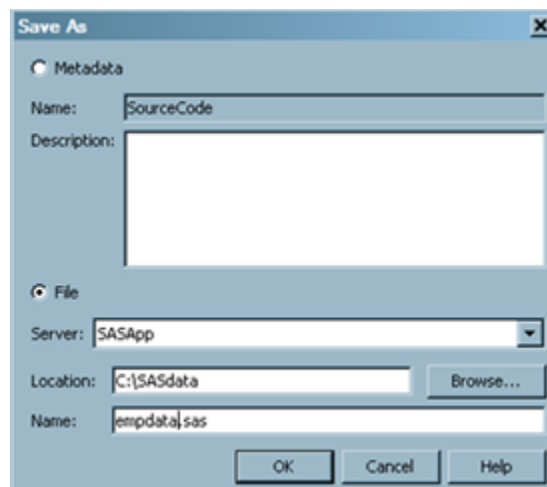 Save As
Metadata
Name: SourceCode
Description:
File
Server: SASApp
Location: C:\SASdata Browse...
Name: empdata.sas
OK Cancel Help